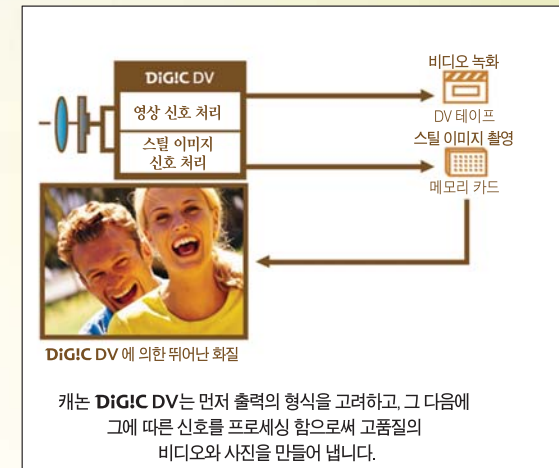 DiG!C DV
영상 신호 처리
스틸 이미지
신호 처리
비디오 녹화
DV 테이프
스틸 이미지 촬영
메모리 카드
DiG!C DV 에 의한 뛰어난 화질
캐논 DiG!C DV는 먼저 출력의 형식을 고려하고, 그 다음에
그에 따른 신호를 프로세싱 함으로써 고품질의
비디오와 사진을 만들어 냅니다.